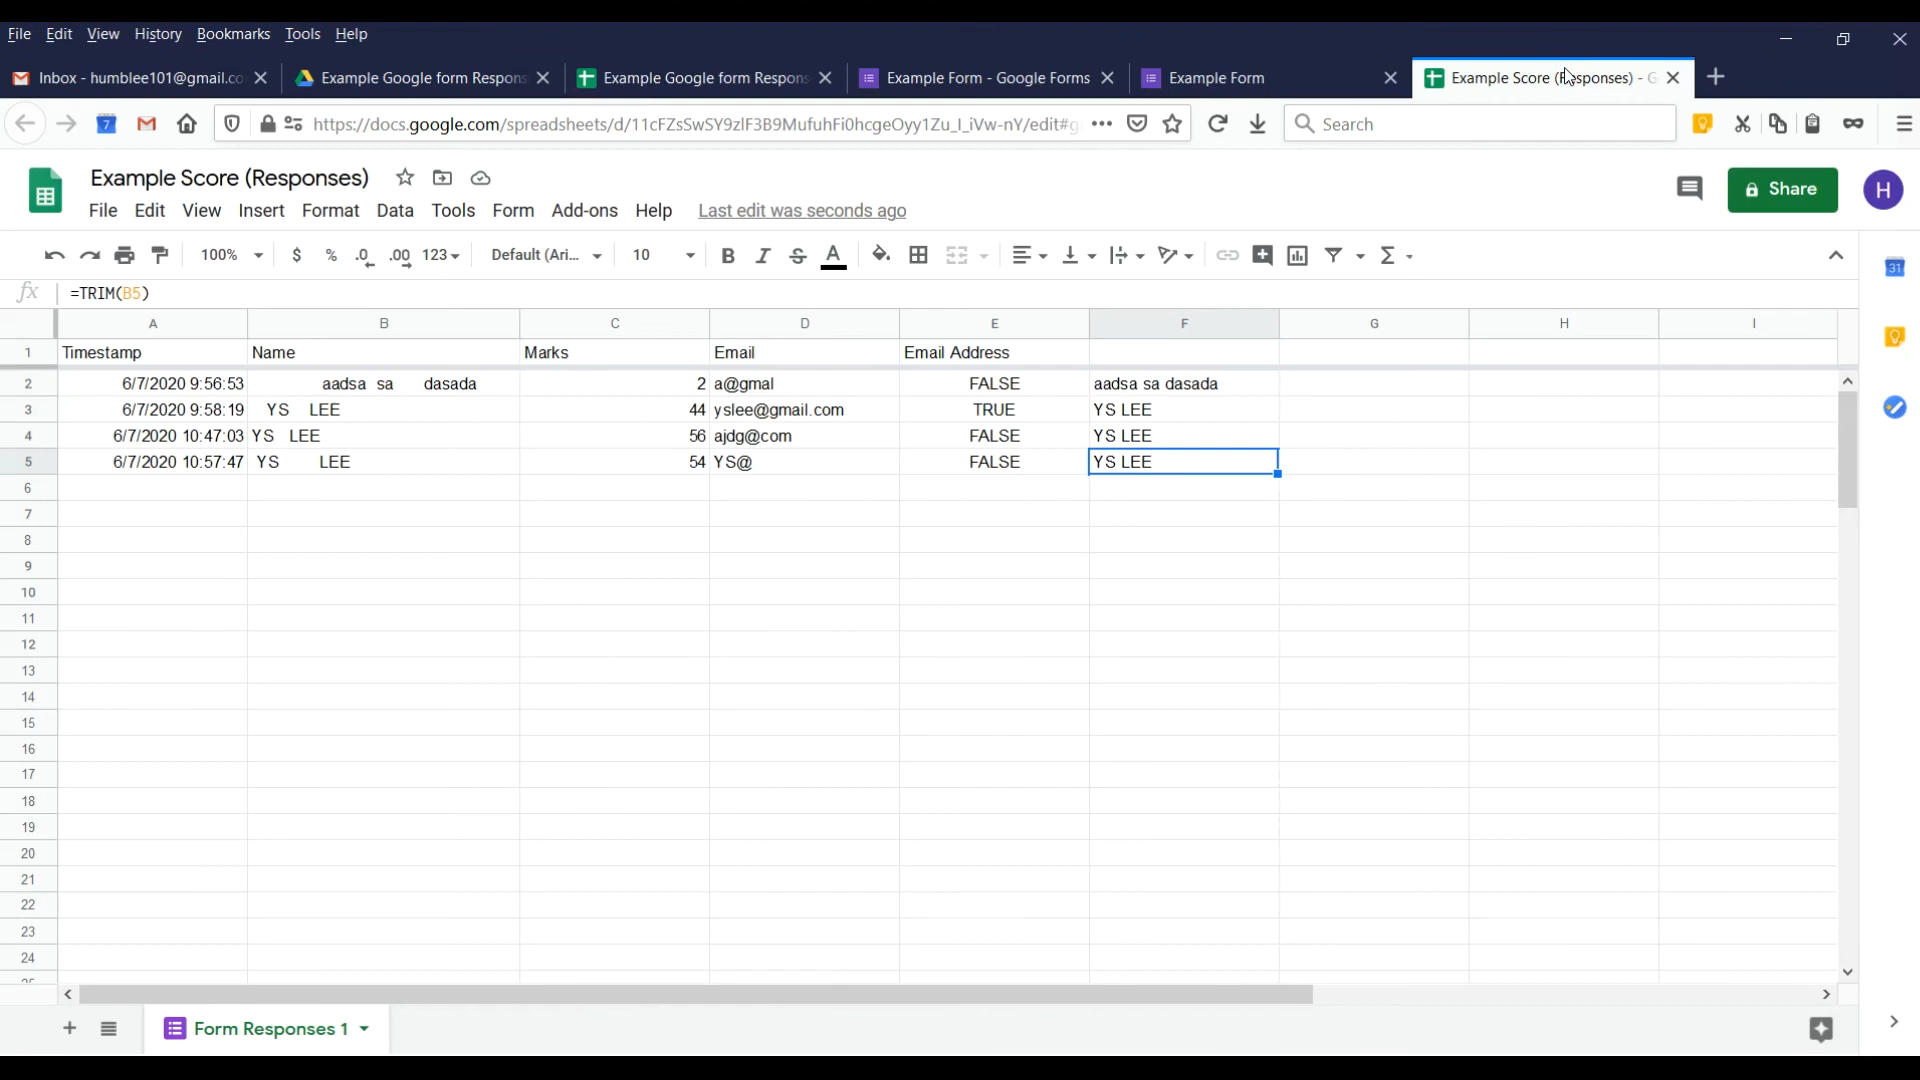 File Edit View History Bookmarks Tools Help
Inbox - humblee101@gmail.co Example Google form Respons Example Google form Respons Example Form - Google Forms Example Form Example Score (Responses) - G
7 https://docs.google.com/spreadsheets/d/11cFZsSwSY9zlF3B9MufuhFi0hcgeOyy1Zu_I_iVw-nY/edit#g Search
Example Score (Responses)
Share H
File Edit View Insert Format Data Tools Form Add-ons Help Last edit was seconds ago
100% $ % .0 .00 123 Default (Ari... 10 B I S A Σ
31
fx =TRIM(B5)
A B C D E F G H I
1 Timestamp Name Marks Email Email Address
2 6/7/2020 9:56:53 aadsa sa dasada 2 a@gmal FALSE aadsa sa dasada
3 6/7/2020 9:58:19 YS LEE 44 yslee@gmail.com TRUE YS LEE
4 6/7/2020 10:47:03 YS LEE 56 ajdg@com FALSE YS LEE
5 6/7/2020 10:57:47 YS LEE 54 YS@ FALSE YS LEE
6
7
8
9
10
11
12
13
14
15
16
17
18
19
20
21
22
23
24
Form Responses 1